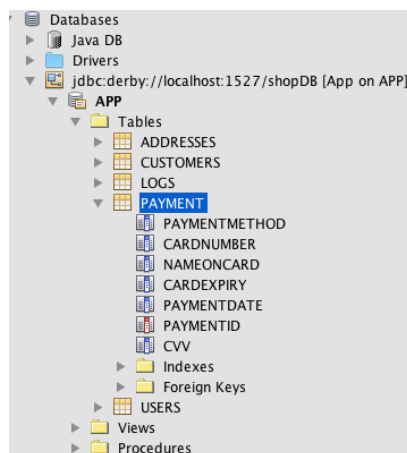 Databases
Java DB
Drivers
jdbc:derby://localhost:1527/shopDB [App on APP]
APP
Tables
ADDRESSES
CUSTOMERS
LOGS
PAYMENT
PAYMENTMETHOD
CARDNUMBER
NAMEONCARD
CARDEXPIRY
PAYMENTDATE
PAYMENTID
CVV
Indexes
Foreign Keys
USERS
Views
Procedures